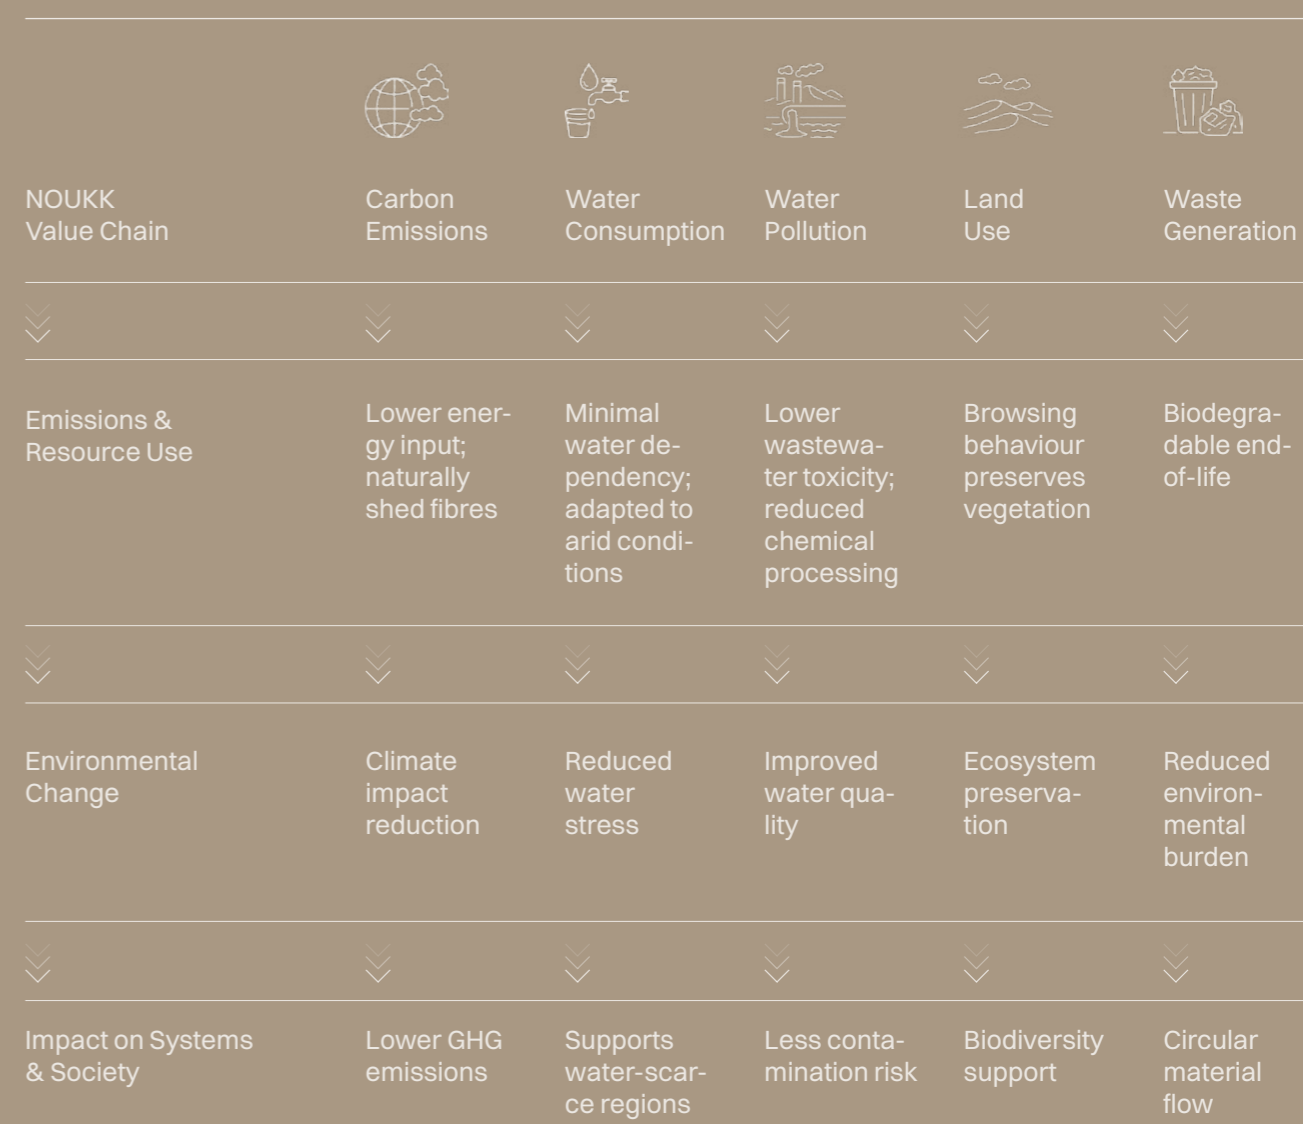 NOUKK
Value Chain
Carbon
Emissions
Water
Consumption
Water
Pollution
Land
Use
Waste
Generation
Emissions &
Resource Use
Lower ener-
gy input;
naturally
shed fibres
Minimal
water de-
pendency;
adapted to
arid condi-
tions
Lower
wastewa-
ter toxicity;
reduced
chemical
processing
Browsing
behaviour
preserves
vegetation
Biodegra-
dable end-
of-life
Environmental
Change
Climate
impact
reduction
Reduced
water
stress
Improved
water qua-
lity
Ecosystem
preserva-
tion
Reduced
environ-
mental
burden
Impact on Systems
& Society
Lower GHG
emissions
Supports
water-scar-
ce regions
Less conta-
mination risk
Biodiversity
support
Circular
material
flow